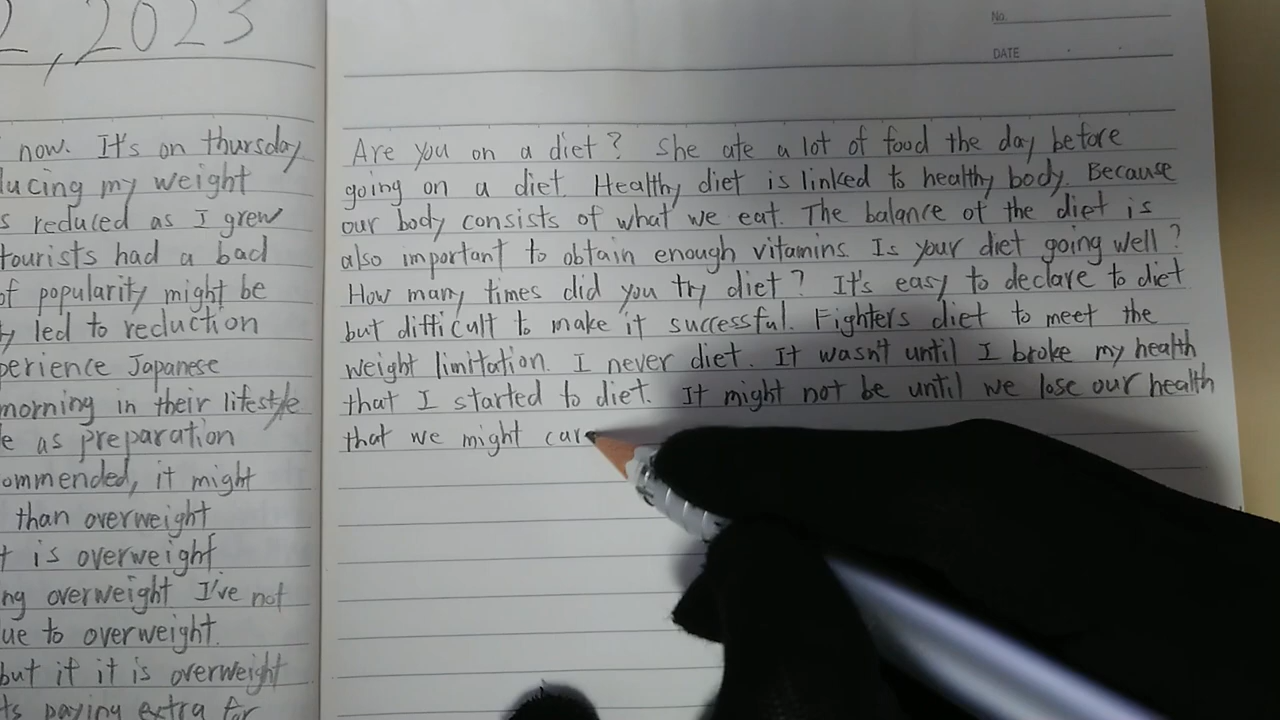 2, 2023
now. It's on thursday
ucing my weight
s reduced as I grew
tourists had a bad
of popularity might be
led to reduction
perience Japanese
morning in their lifestyle
e as preparation
ommended, it might
than overweight
t is overweight.
ng overweight I've not
ue to overweight.
but if it is overweight
ts paying extra for
No.
DATE
Are you on a diet? She ate a lot of food the day before
going on a diet. Healthy diet is linked to healthy body. Because
our body consists of what we eat. The balance of the diet is
also important to obtain enough vitamins. Is your diet going well?
How many times did you try diet? It's easy to declare to diet
but difficult to make it successful. Fighters diet to meet the
weight limitation. I never diet. It wasn't until I broke my health
that I started to diet. It might not be until we lose our health
that we might care